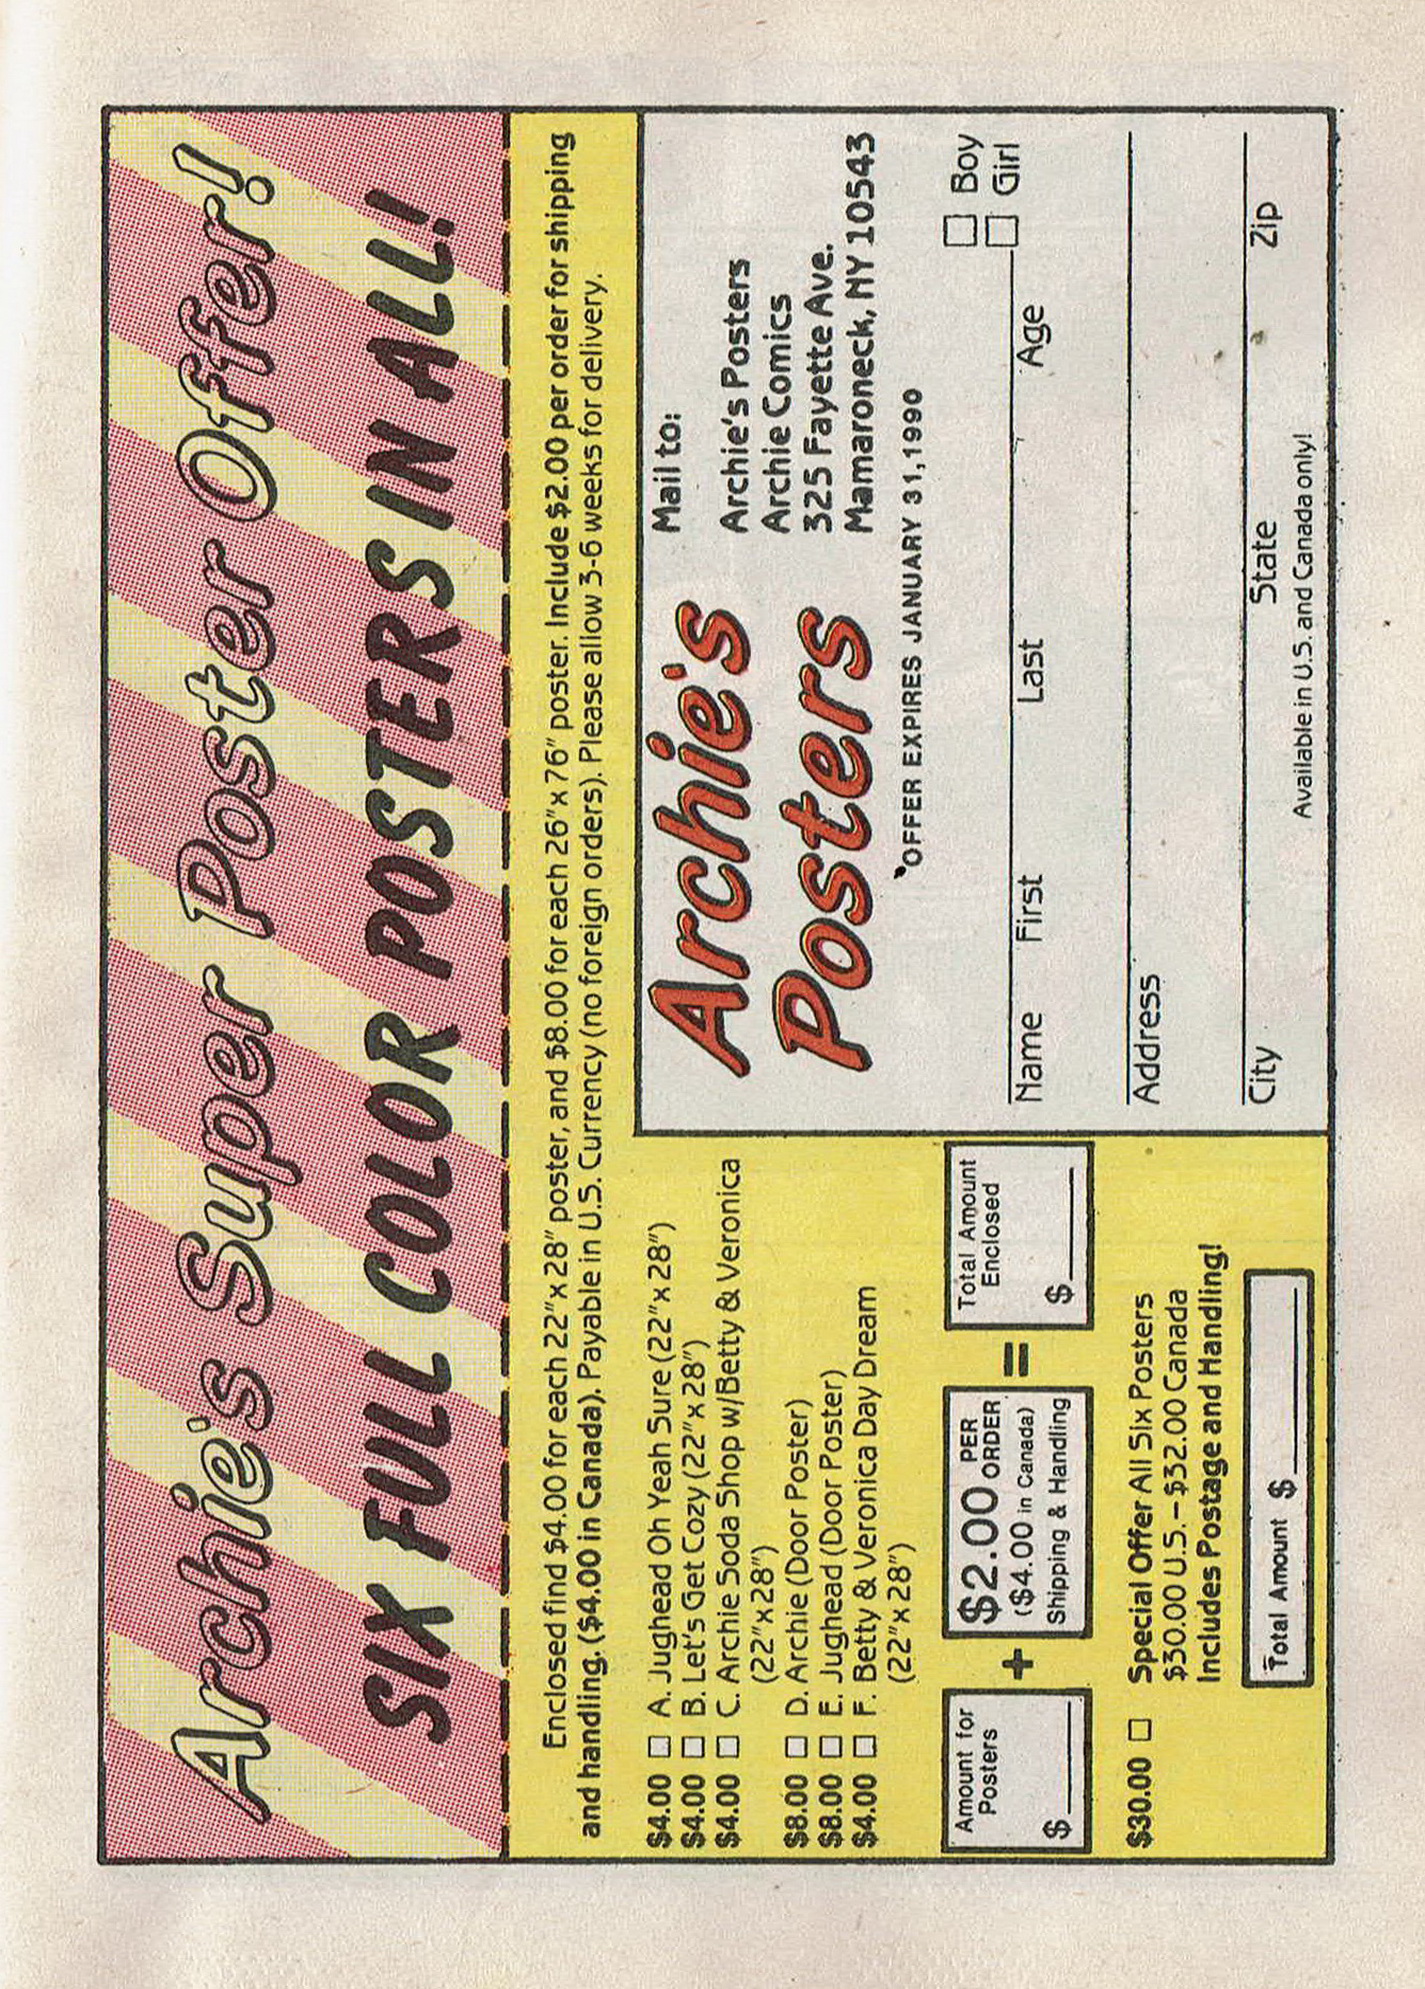 Archie's Super Poster Offer!
SIX FULL COLOR POSTERS IN ALL!
Enclosed find $4.00 for each 22"x 28" poster, and $8.00 for each 26"x 76" poster. Include $2.00 per order for shipping
and handling. ($4.00 in Canada). Payable in U.S. Currency (no foreign orders). Please allow 3-6 weeks for delivery.
$4.00 □ A. Jughead Oh Yeah Sure (22"x 28")
$4.00 □ B. Let's Get Cozy (22"x 28")
$4.00 □ C. Archie Soda Shop w/Betty & Veronica
(22"x28")
$8.00 □ D. Archie (Door Poster)
$8.00 □ E. Jughead (Door Poster)
$4.00 □ F. Betty & Veronica Day Dream
(22"x28")
Amount for
Posters
$
+
$2.00 PER
ORDER
($4.00 in Canada)
Shipping & Handling
=
Total Amount
Enclosed
$
$30.00 □ Special Offer All Six Posters
$30.00 U.S.–$32.00 Canada
Includes Postage and Handling!
Total Amount $
Archie's
Posters
Mail to:
Archie's Posters
Archie Comics
325 Fayette Ave.
Mamaroneck, NY 10543
OFFER EXPIRES JANUARY 31,1990
□ Boy
□ Girl
Name First Last Age
Address
City State Zip
Available in U.S. and Canada only!